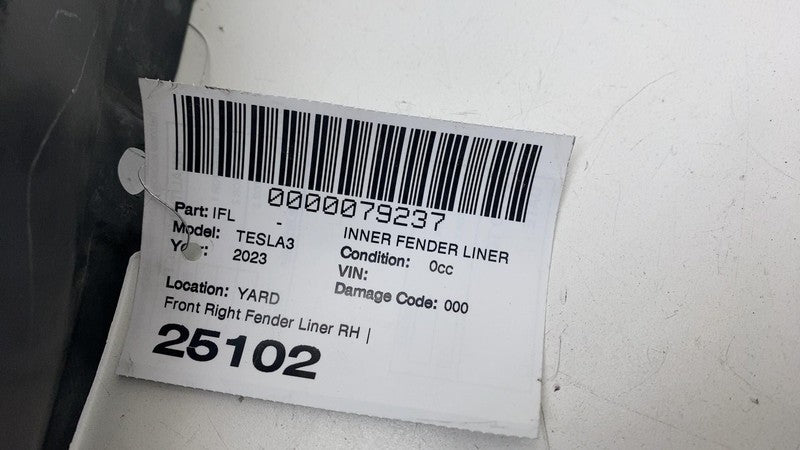 0000079237
Part: IFL - INNER FENDER LINER
Model: TESLA3 Condition: 0cc
2023 VIN:
Location: YARD Damage Code: 000
Front Right Fender Liner RH |
25102